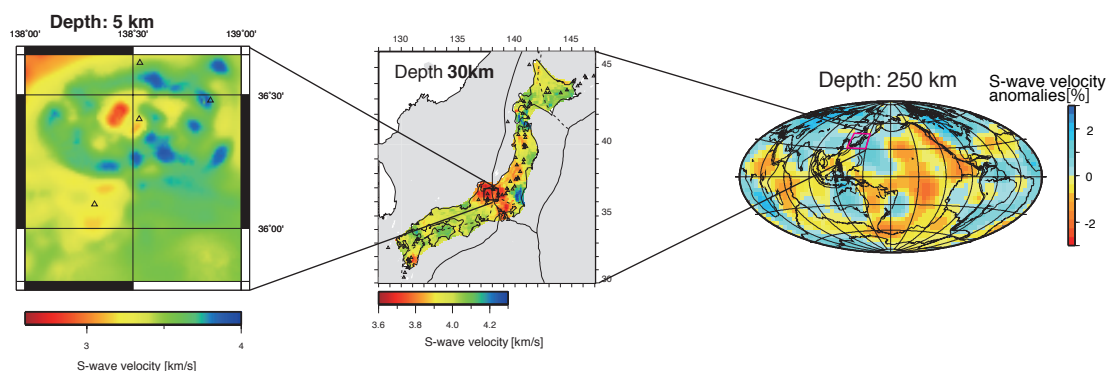 Depth: 5 km
138˚00' 138˚30' 139˚00'
36˚30'
36˚00'
3 4
S-wave velocity [km/s]
130 135 140 145
Depth 30km
45
40
35
30
3.6 3.8 4.0 4.2
S-wave velocity [km/s]
Depth: 250 km
S-wave velocity
anomalies[%]
2
0
-2